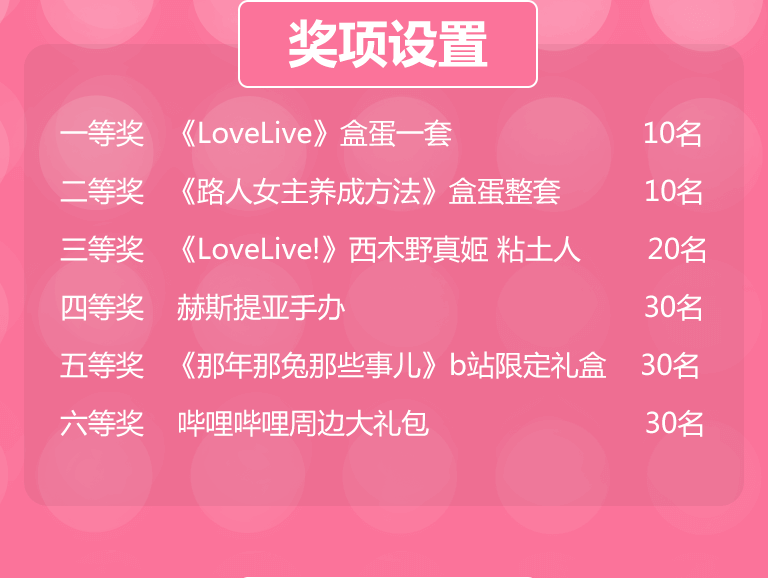 奖项设置
一等奖 《LoveLive》盒蛋一套 10名
二等奖 《路人女主养成方法》盒蛋整套 10名
三等奖 《LoveLive!》西木野真姬 粘土人 20名
四等奖 赫斯提亚手办 30名
五等奖 《那年那兔那些事儿》b站限定礼盒 30名
六等奖 哔哩哔哩周边大礼包 30名